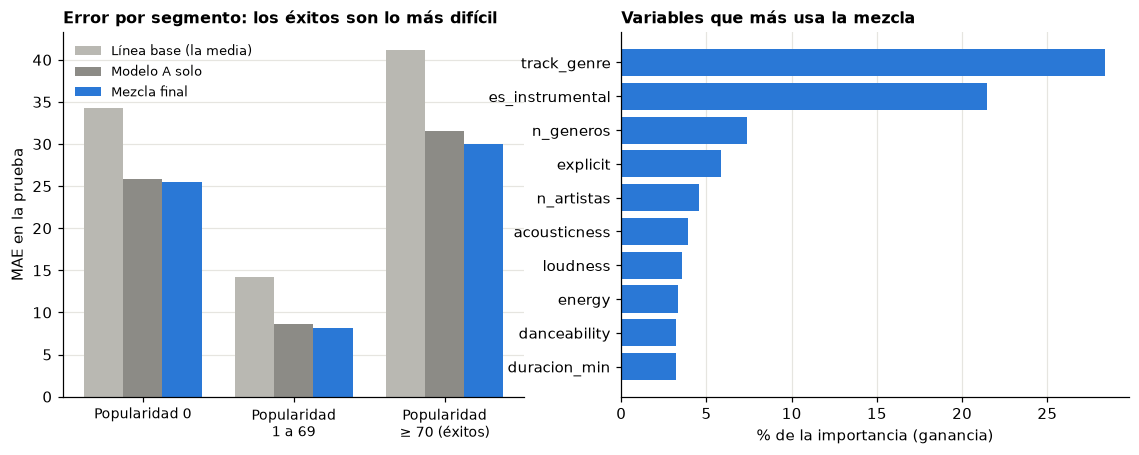 Error por segmento: los éxitos son lo más difícil
Línea base (la media)
Modelo A solo
Mezcla final
MAE en la prueba
40
35
30
25
20
15
10
5
0
Popularidad 0
Popularidad
1 a 69
Popularidad
≥ 70 (éxitos)
Variables que más usa la mezcla
track_genre
es_instrumental
n_generos
explicit
n_artistas
acousticness
loudness
energy
danceability
duracion_min
0 5 10 15 20 25
% de la importancia (ganancia)